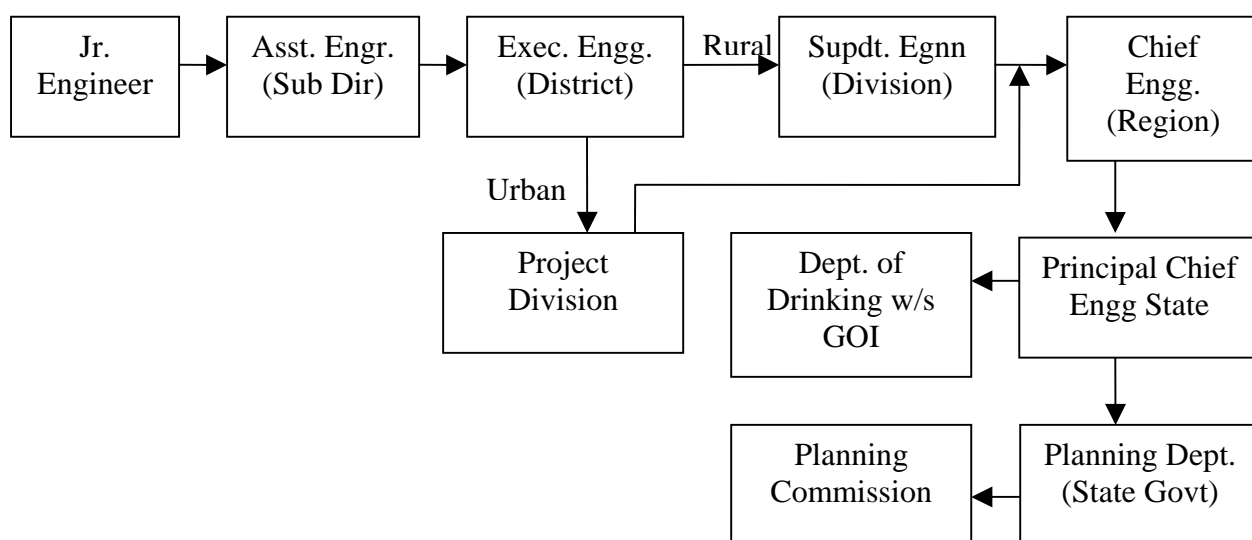 Jr.
Engineer
Asst. Engr.
(Sub Dir)
Exec. Engg.
(District)
Rural
Supdt. Egnn
(Division)
Chief
Engg.
(Region)
Urban
Project
Division
Dept. of
Drinking w/s
GOI
Principal Chief
Engg State
Planning
Commission
Planning Dept.
(State Govt)